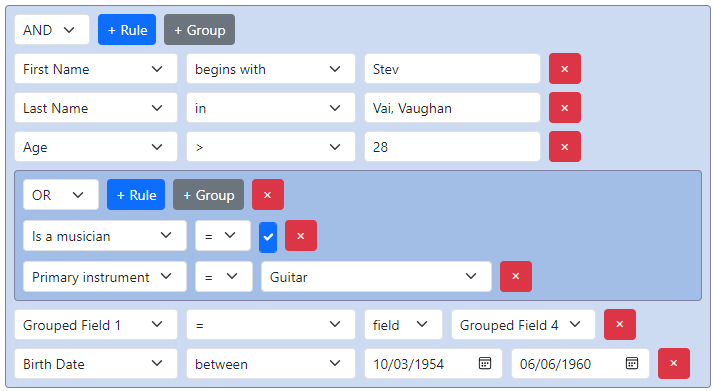 AND + Rule + Group
First Name begins with Stev ×
Last Name in Vai, Vaughan ×
Age > 28 ×
OR + Rule + Group ×
Is a musician = ×
Primary instrument = Guitar ×
Grouped Field 1 = field Grouped Field 4 ×
Birth Date between 10/03/1954 06/06/1960 ×